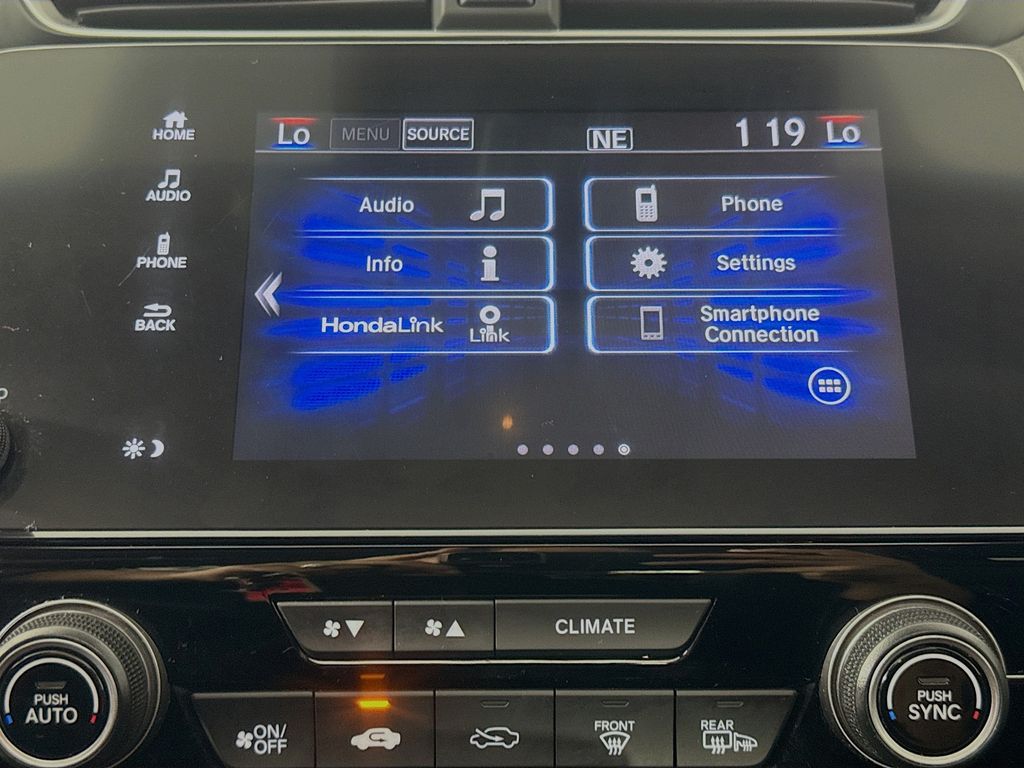 HOME
AUDIO
PHONE
BACK
Lo MENU SOURCE NE 1 19 Lo
Audio
Phone
Info
Settings
HondaLink Link
Smartphone
Connection
CLIMATE
PUSH
AUTO
ON/
OFF
FRONT
REAR
PUSH
SYNC